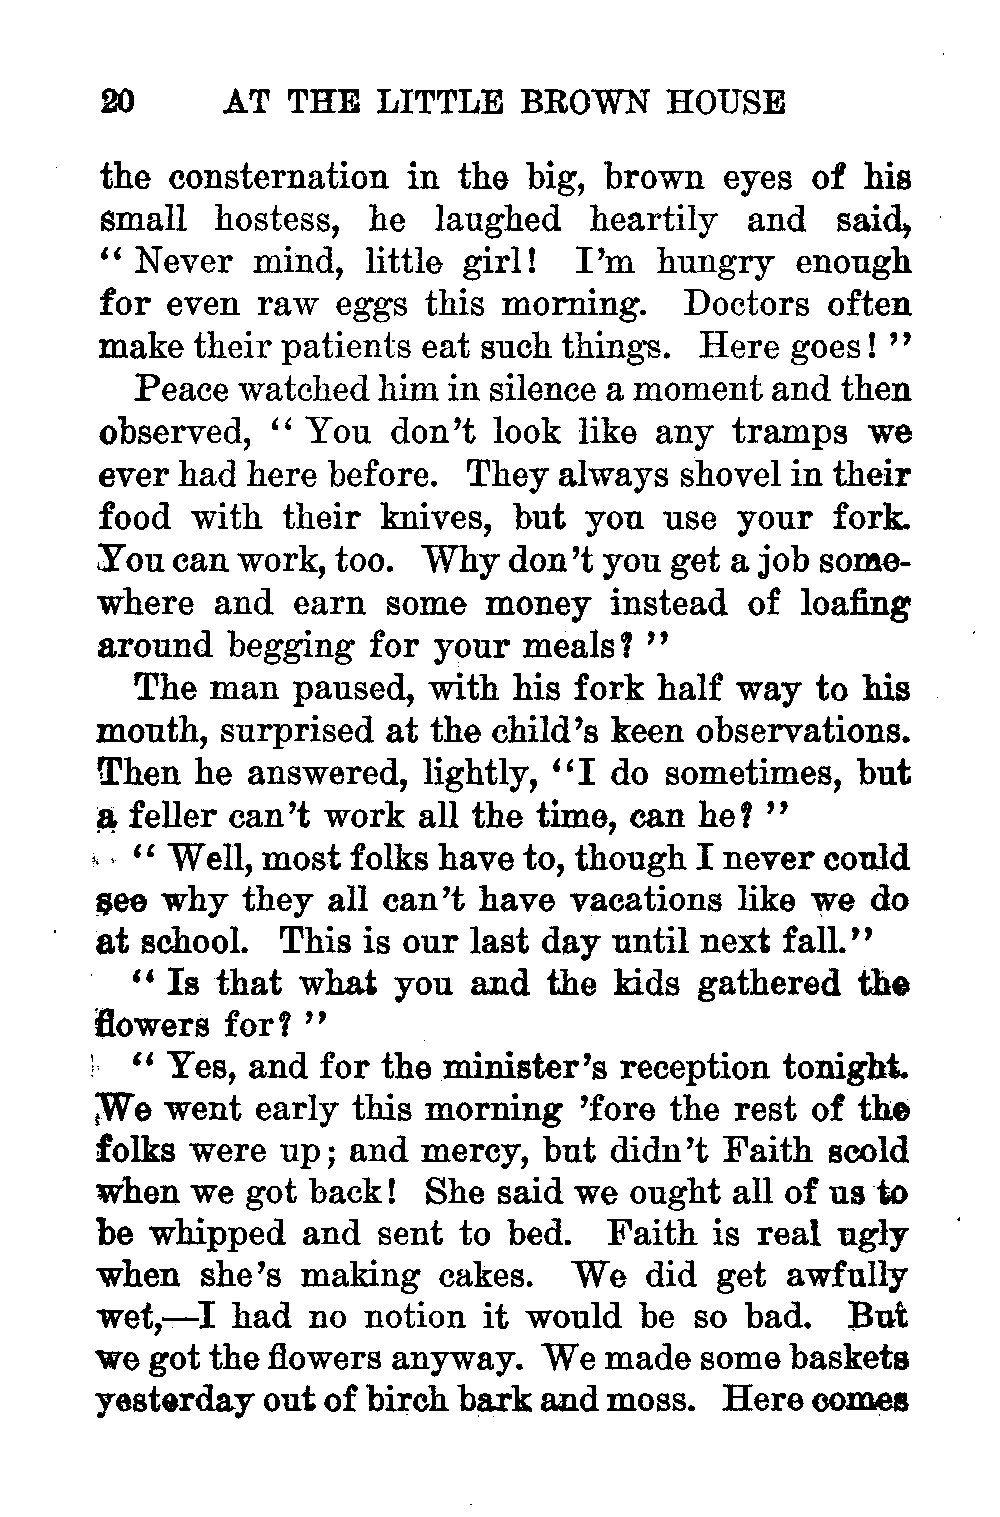 20 AT THE LITTLE BROWN HOUSE
the consternation in the big, brown eyes of his
small hostess, he laughed heartily and said,
“ Never mind, little girl! I’m hungry enough
for even raw eggs this morning. Doctors often
make their patients eat such things. Here goes! ”
Peace watched him in silence a moment and then
observed, “ You don’t look like any tramps we
ever had here before. They always shovel in their
food with their knives, but you use your fork.
You can work, too. Why don’t you get a job some-
where and earn some money instead of loafing
around begging for your meals? ”
The man paused, with his fork half way to his
mouth, surprised at the child’s keen observations.
Then he answered, lightly, “I do sometimes, but
a feller can’t work all the time, can he? ”
“ Well, most folks have to, though I never could
see why they all can’t have vacations like we do
at school. This is our last day until next fall.”
“ Is that what you and the kids gathered the
flowers for? ”
“ Yes, and for the minister’s reception tonight.
We went early this morning ’fore the rest of the
folks were up; and mercy, but didn’t Faith scold
when we got back! She said we ought all of us to
be whipped and sent to bed. Faith is real ugly
when she’s making cakes. We did get awfully
wet,—I had no notion it would be so bad. But
we got the flowers anyway. We made some baskets
yesterday out of birch bark and moss. Here comes